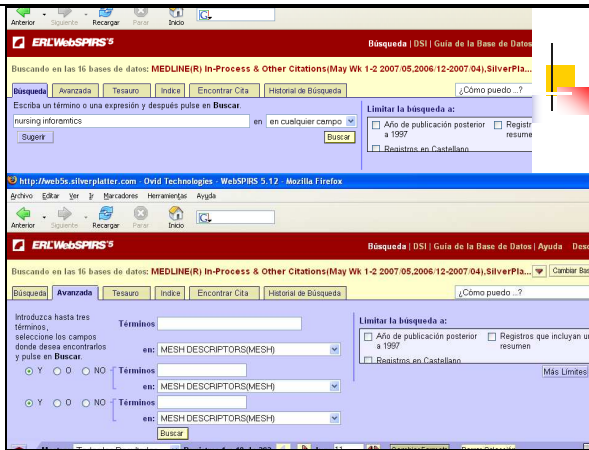 Anterior Siguiente Recargar Parar Inicio
ERL WebSPIRS 5 Búsqueda | DSI | Guía de la Base de Datos
Buscando en las 16 bases de datos: MEDLINE(R) In-Process & Other Citations(May Wk 1-2 2007/05,2006/12-2007/04),SilverPla...
Búsqueda Avanzada Tesauro Indice Encontrar Cita Historial de Búsqueda ¿Cómo puedo ..?
Escriba un término o una expresión y después pulse en Buscar. Limitar la búsqueda a:
nursing inforamtics en en cualquier campo Año de publicación posterior Registr
Sugerir Buscar a 1997 resume
Registros en Castellano
http://web5s.silverplatter.com - Ovid Technologies - WebSPIRS 5.12 - Mozilla Firefox
Archivo Editar Ver Ir Marcadores Herramientas Ayuda
Anterior Siguiente Recargar Parar Inicio
ERL WebSPIRS 5 Búsqueda | DSI | Guía de la Base de Datos | Ayuda Desc
Buscando en las 16 bases de datos: MEDLINE(R) In-Process & Other Citations(May Wk 1-2 2007/05,2006/12-2007/04),SilverPla... Cambiar Bas
Búsqueda Avanzada Tesauro Indice Encontrar Cita Historial de Búsqueda ¿Cómo puedo ..?
Introduzca hasta tres términos, seleccione los campos donde desea encontrarlos y pulse en Buscar.
Términos
en: MESH DESCRIPTORS(MESH)
Y O NO Términos
en: MESH DESCRIPTORS(MESH)
Y O NO Términos
en: MESH DESCRIPTORS(MESH)
Buscar
Limitar la búsqueda a:
Año de publicación posterior a 1997
Registros que incluyan un resumen
Registros en Castellano
Más Límites